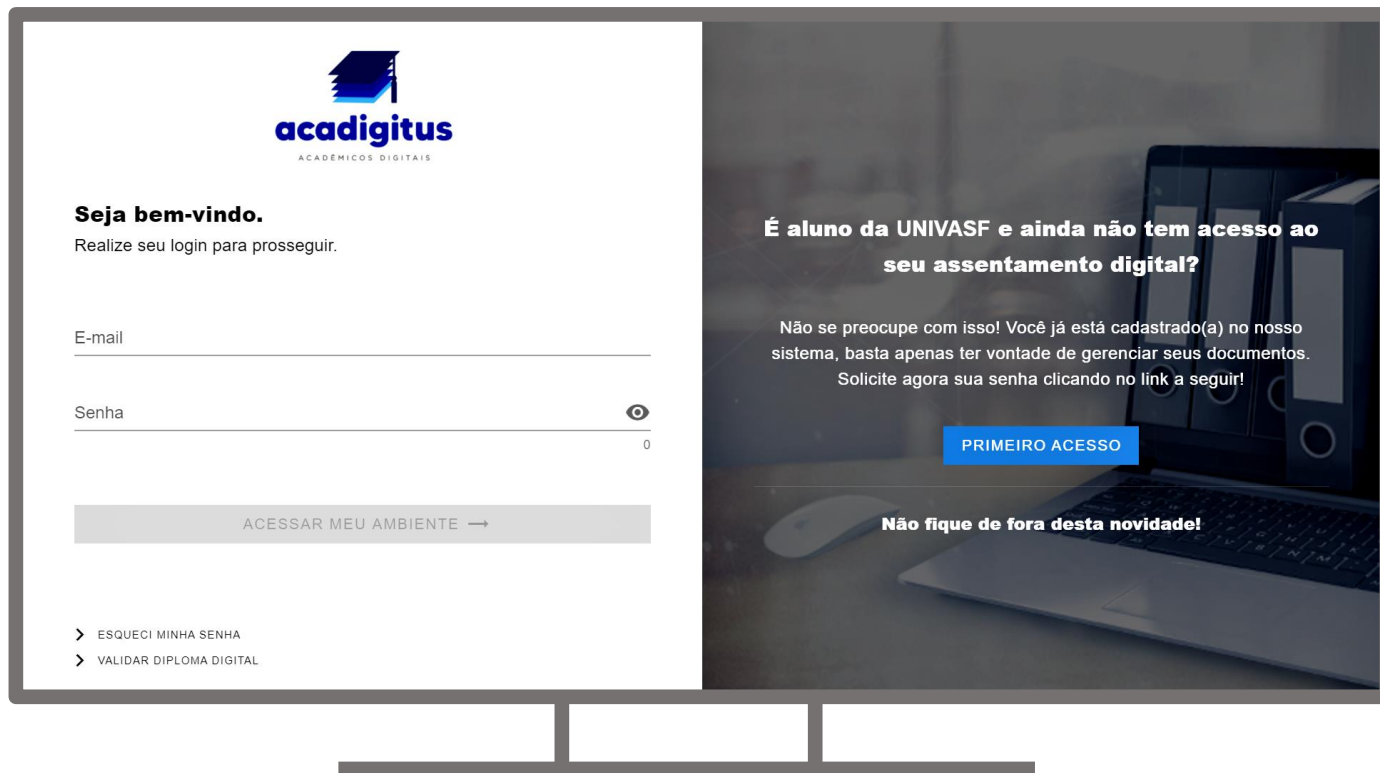 acadigitus
ACADÊMICOS DIGITAIS
Seja bem-vindo.
Realize seu login para prosseguir.
E-mail
Senha
0
ACESSAR MEU AMBIENTE
ESQUECI MINHA SENHA
VALIDAR DIPLOMA DIGITAL
É aluno da UNIVASF e ainda não tem acesso ao
seu assentamento digital?
Não se preocupe com isso! Você já está cadastrado(a) no nosso
sistema, basta apenas ter vontade de gerenciar seus documentos.
Solicite agora sua senha clicando no link a seguir!
PRIMEIRO ACESSO
Não fique de fora desta novidade!